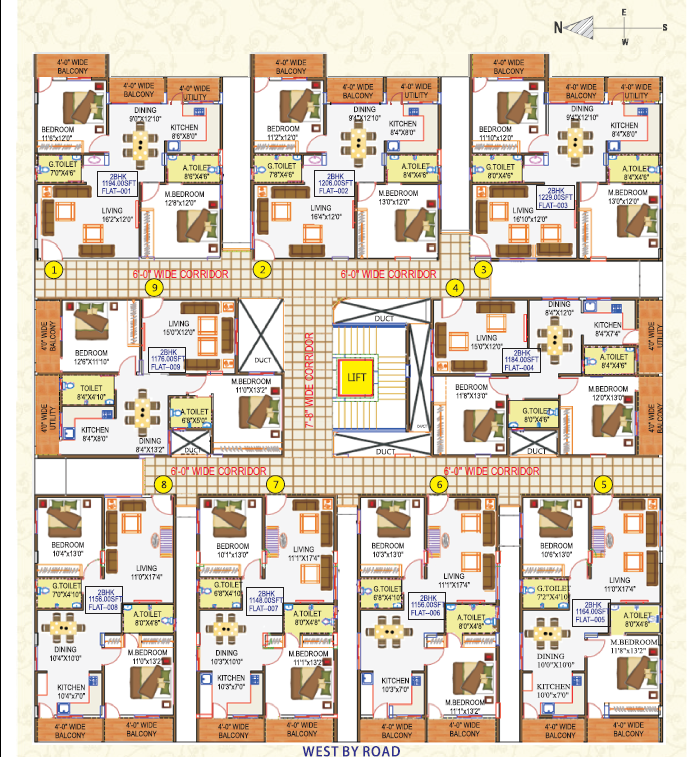 E
N
S
W
4'-0" WIDE
BALCONY
4'-0" WIDE
BALCONY
4'-0" WIDE
UTILITY
BEDROOM
11'6"X12'0"
DINING
9'0"X12'10"
KITCHEN
8'6"X8'0"
G.TOILET
7'0"X4'6"
A.TOILET
8'6"X4'6"
2BHK
1194.00SFT
FLAT--001
LIVING
16'2"X12'0"
M.BEDROOM
12'8"X12'0"
4'-0" WIDE
BALCONY
4'-0" WIDE
BALCONY
4'-0" WIDE
UTILITY
BEDROOM
11'2"X12'0"
DINING
9'4"X12'10"
KITCHEN
8'4"X8'0"
G.TOILET
7'8"X4'6"
A.TOILET
8'4"X4'6"
2BHK
1206.00SFT
FLAT--002
LIVING
16'4"X12'0"
M.BEDROOM
13'0"X12'0"
4'-0" WIDE
BALCONY
4'-0" WIDE
BALCONY
4'-0" WIDE
UTILITY
BEDROOM
11'10"X12'0"
DINING
9'4"X12'10"
KITCHEN
8'4"X8'0"
G.TOILET
8'0"X4'6"
A.TOILET
8'4"X4'6"
2BHK
1229.00SFT
FLAT--003
LIVING
16'10"X12'0"
M.BEDROOM
13'0"X12'0"
1
2
3
6'-0" WIDE CORRIDOR
6'-0" WIDE CORRIDOR
9
4
4'0" WIDE
BALCONY
4'0" WIDE
UTILITY
LIVING
15'0"X12'0"
BEDROOM
12'6"X11'10"
2BHK
1176.00SFT
FLAT--009
TOILET
8'4"X4'10"
KITCHEN
8'4"X8'0"
DINING
8'4"X13'2"
M.BEDROOM
11'0"X13'2"
A.TOILET
DUCT
DUCT
7'-8" WIDE CORRIDOR
DUCT
LIFT
DUCT
DUCT
LIVING
15'0"X12'0"
DINING
8'4"X12'0"
KITCHEN
8'4"X7'4"
4'0" WIDE
UTILITY
2BHK
1184.00SFT
FLAT--004
A.TOILET
8'4"X4'6"
BEDROOM
11'8"X13'0"
G.TOILET
8'0"X4'6"
M.BEDROOM
12'0"X13'0"
4'0" WIDE
BALCONY
DUCT
6'-0" WIDE CORRIDOR
6'-0" WIDE CORRIDOR
8
7
6
5
BEDROOM
10'4"x13'0"
LIVING
11'0"X17'4"
G.TOILET
7'0"X4'10"
2BHK
1156.00SFT
FLAT--008
A.TOILET
8'0"X4'8"
DINING
10'4"X10'0"
M.BEDROOM
11'0"x13'2"
KITCHEN
10'4"x7'0"
4'-0" WIDE
BALCONY
4'-0" WIDE
BALCONY
BEDROOM
10'1"x13'0"
LIVING
11'1"X17'4"
G.TOILET
6'8"X4'10"
2BHK
1148.00SFT
FLAT--007
A.TOILET
8'0"X4'8"
DINING
10'3"X10'0"
M.BEDROOM
11'1"x13'2"
KITCHEN
10'3"x7'0"
4'-0" WIDE
BALCONY
4'-0" WIDE
BALCONY
BEDROOM
10'3"x13'0"
LIVING
11'1"X17'4"
G.TOILET
6'8"X4'10"
2BHK
1156.00SFT
FLAT--006
A.TOILET
8'0"X4'8"
DINING
KITCHEN
10'3"x7'0"
M.BEDROOM
11'1"x13'2"
4'-0" WIDE
BALCONY
4'-0" WIDE
BALCONY
BEDROOM
10'6"x13'0"
LIVING
11'0"X17'4"
G.TOILET
7'2"X4'10"
2BHK
1164.00SFT
FLAT--005
A.TOILET
8'0"X4'8"
DINING
10'0"X10'0"
M.BEDROOM
11'8"x13'2"
KITCHEN
10'0"x7'0"
4'-0" WIDE
BALCONY
4'-0" WIDE
BALCONY
WEST BY ROAD